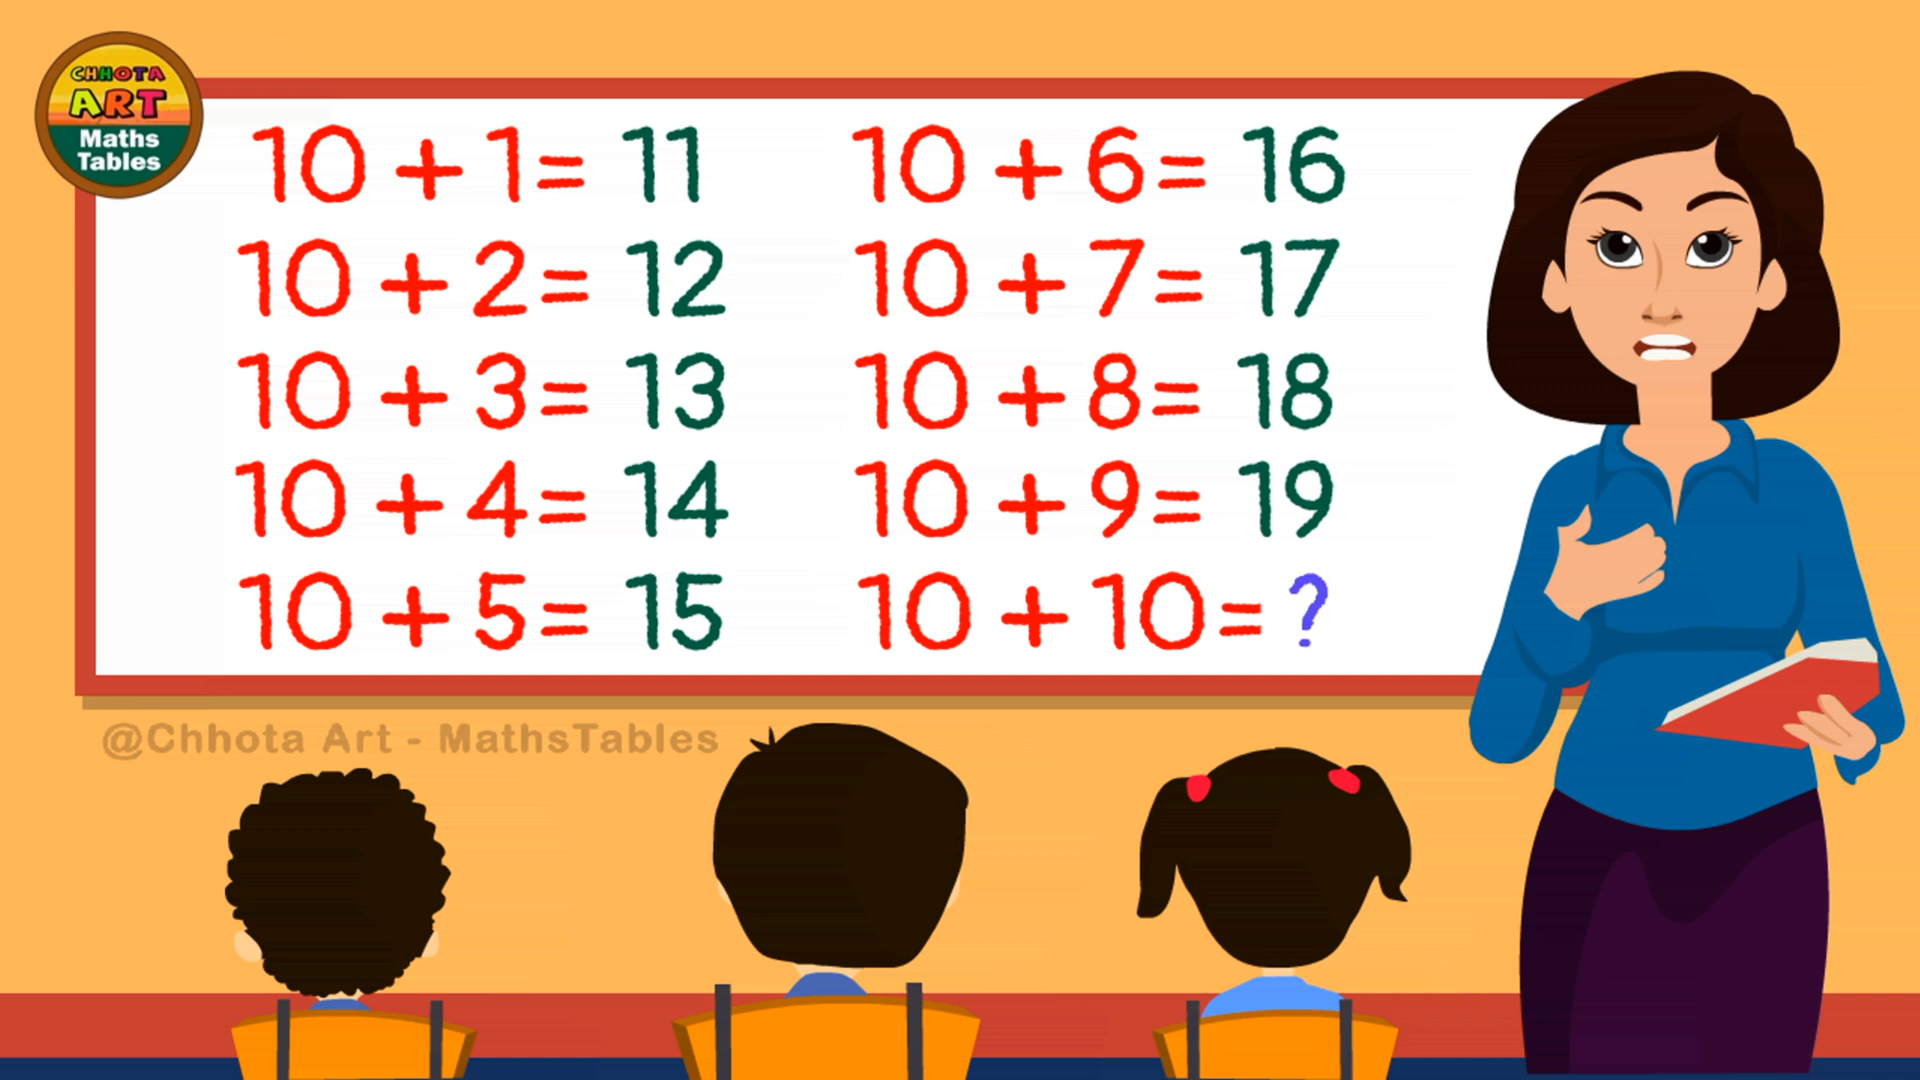 CHHOTA
ART
Maths
Tables
10 + 1= 11
10 + 2= 12
10 + 3= 13
10 + 4= 14
10 + 5= 15
10 + 6= 16
10 + 7= 17
10 + 8= 18
10 + 9= 19
10 + 10= ?
@Chhota Art - MathsTables